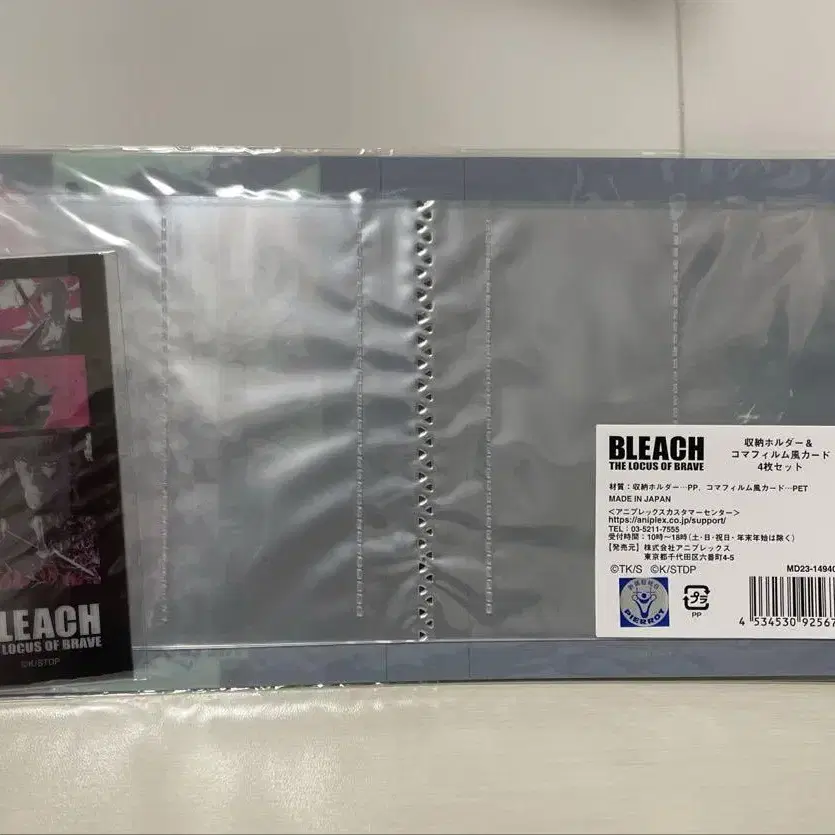 LEACH
LOCUS OF BRAVE
©K/STDP
BLEACH
THE LOCUS OF BRAVE
収納ホルダー&
コマフィルム風カード
4枚セット
材質:収納ホルダー…PP、コマフィルム風カード…PET
MADE IN JAPAN
<アニプレックスカスタマーセンター>
https://aniplex.co.jp/support/
TEL:03-5211-7555
受付時間:10時~18時(土・日・祝日・年末年始は除く)
【発売元】株式会社アニプレックス
東京都千代田区六番町4-5
©TK/S ©K/STDP
MD23-14940
PIERROT
プラ
PP
4 534530 92567